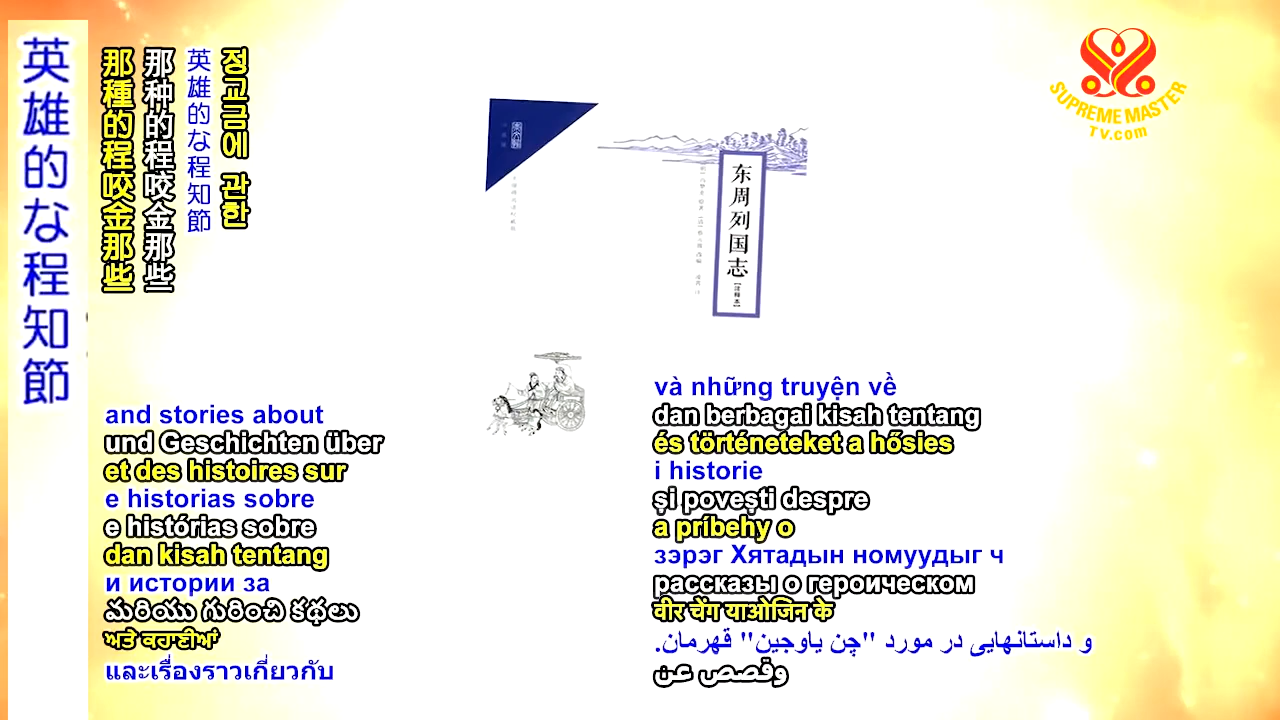 英雄的な程知節
那種的程咬金那些
那种的程咬金那些
英雄的な程知節
정고금에 관한
SUPREME MASTER
TV.com
东周列国志
[注释本]
and stories about
und Geschichten über
et des histoires sur
e historias sobre
e histórias sobre
dan kisah tentang
и истории за
మరియు గురించి కథలు
ਅਤੇ ਕਹਾਣੀਆਂ
และเรื่องราวเกี่ยวกับ
và những truyện về
dan berbagai kisah tentang
és történeteket a hősies
i historie
și povești despre
a príbehy o
зэрэг Хятадын номуудыг ч
рассказы о героическом
वीर चेंग याओजिन के
و داستانهایی در مورد "چن یاوجین" قهرمان.
وقصص عن